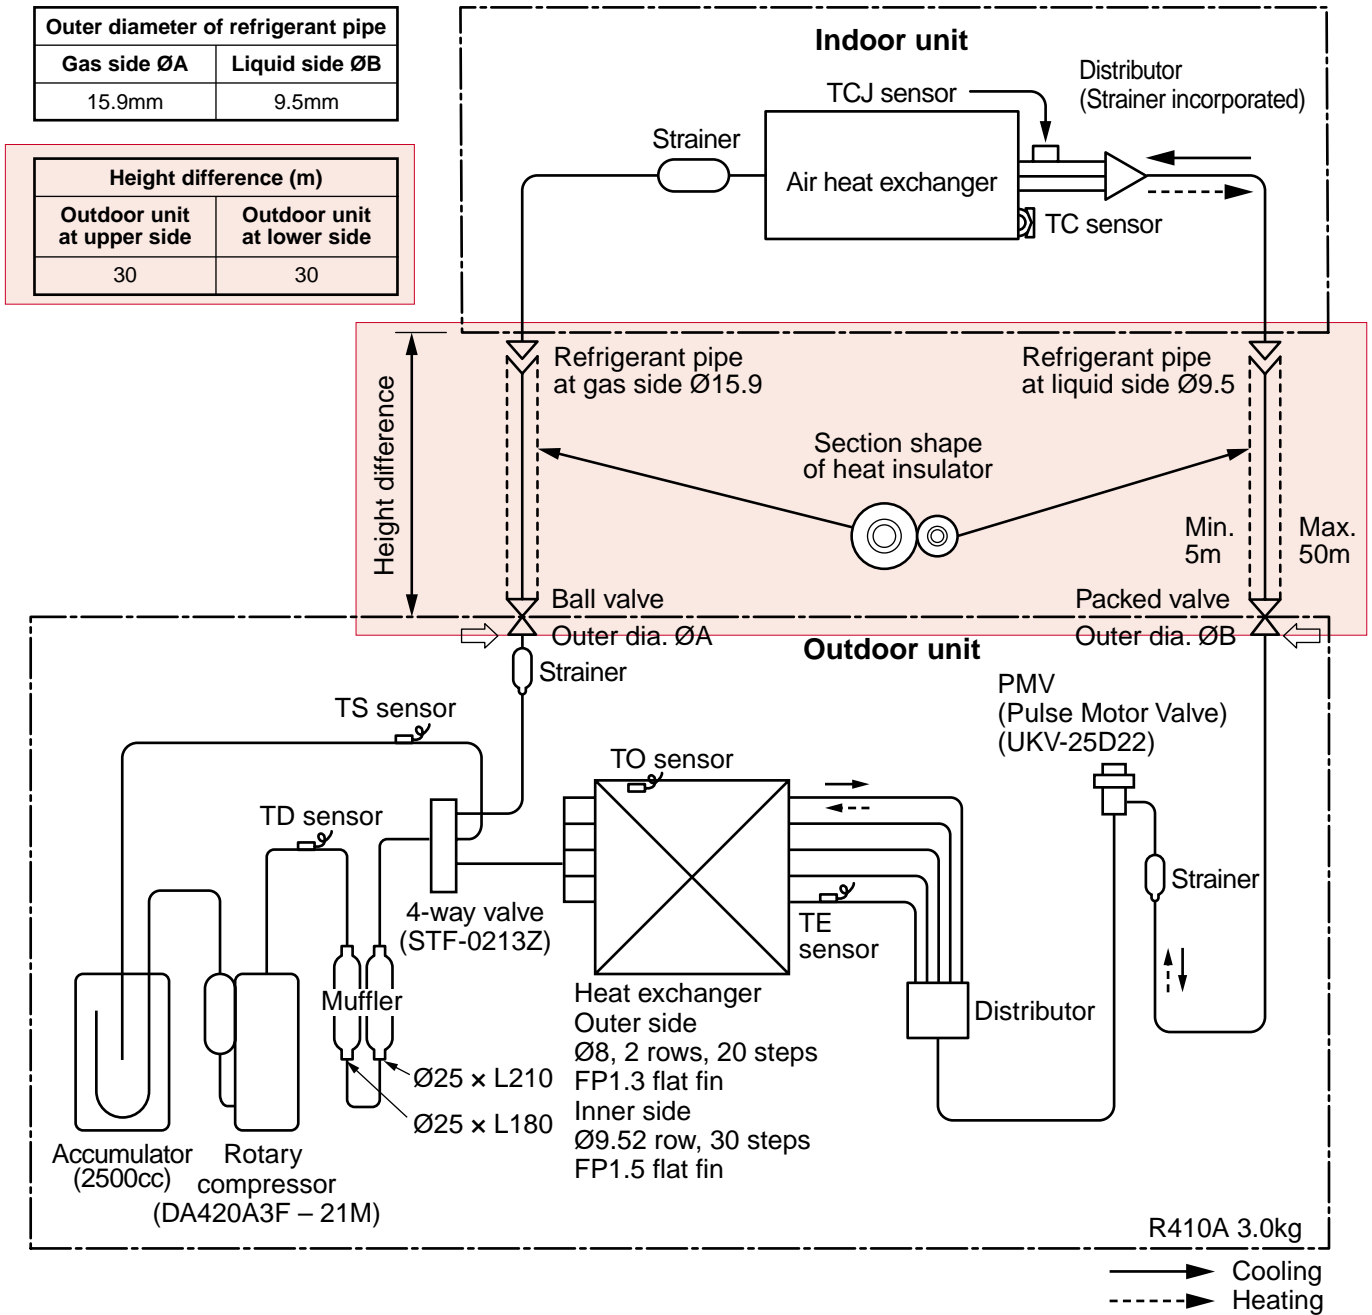 Outer diameter of refrigerant pipe
Gas side ØA
Liquid side ØB
15.9mm
9.5mm
Height difference (m)
Outdoor unit
at upper side
Outdoor unit
at lower side
30
30
Indoor unit
TCJ sensor
Distributor
(Strainer incorporated)
Strainer
Air heat exchanger
TC sensor
Height difference
Refrigerant pipe
at gas side Ø15.9
Refrigerant pipe
at liquid side Ø9.5
Section shape
of heat insulator
Min.
5m
Max.
50m
Ball valve
Outer dia. ØA
Packed valve
Outer dia. ØB
Outdoor unit
Strainer
PMV
(Pulse Motor Valve)
(UKV-25D22)
TS sensor
TO sensor
TD sensor
4-way valve
(STF-0213Z)
TE
sensor
Strainer
Muffler
Heat exchanger
Outer side
Ø8, 2 rows, 20 steps
FP1.3 flat fin
Inner side
Ø9.52 row, 30 steps
FP1.5 flat fin
Distributor
Ø25 × L210
Ø25 × L180
Accumulator
(2500cc)
Rotary
compressor
(DA420A3F – 21M)
R410A 3.0kg
Cooling
Heating